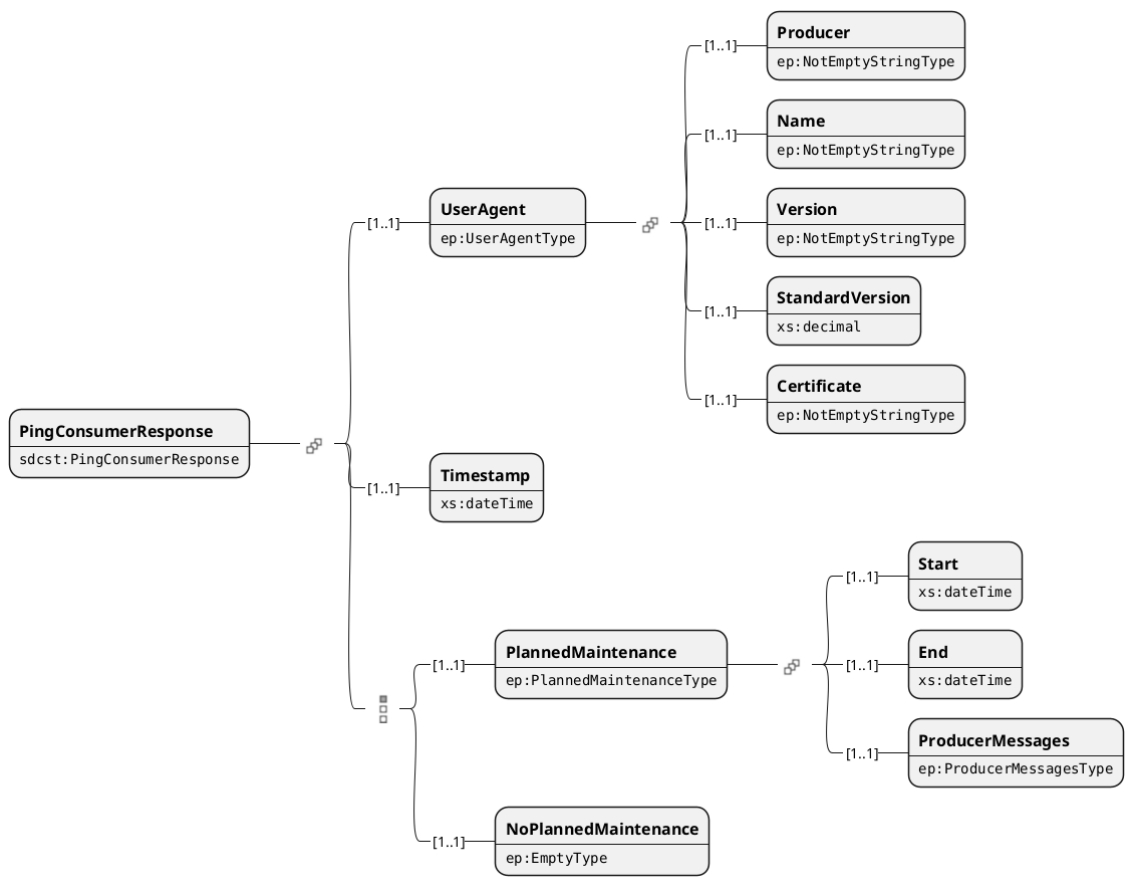 Producer
[1..1]
ep:NotEmptyStringType
Name
[1..1]
ep:NotEmptyStringType
UserAgent
[1..1]
ep:UserAgentType
Version
[1..1]
ep:NotEmptyStringType
StandardVersion
[1..1]
xs:decimal
Certificate
[1..1]
ep:NotEmptyStringType
PingConsumerResponse
sdcst:PingConsumerResponse
Timestamp
[1..1]
xs:dateTime
Start
[1..1]
xs:dateTime
PlannedMaintenance
[1..1]
ep:PlannedMaintenanceType
End
[1..1]
xs:dateTime
ProducerMessages
[1..1]
ep:ProducerMessagesType
NoPlannedMaintenance
[1..1]
ep:EmptyType